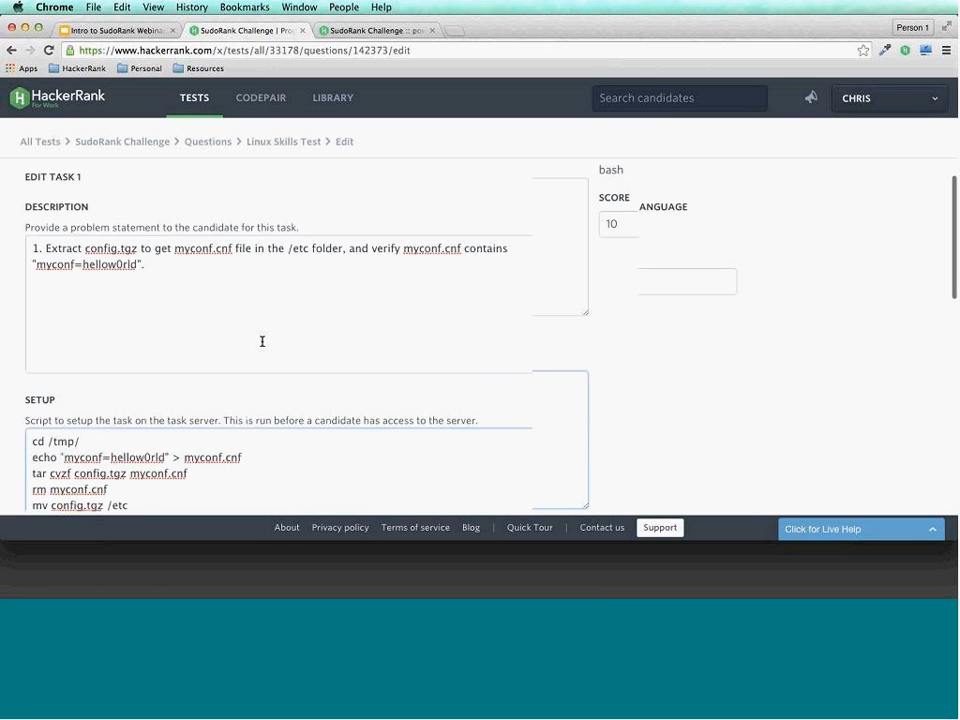 Chrome File Edit View History Bookmarks Window People Help
Intro to SudoRank Webina SudoRank Challenge | Pro SudoRank Challenge :: po Person 1
https://www.hackerrank.com/x/tests/all/33178/questions/142373/edit
Apps HackerRank Personal Resources
HackerRank
For Work
TESTS CODEPAIR LIBRARY Search candidates CHRIS
All Tests > SudoRank Challenge > Questions > Linux Skills Test > Edit
bash
EDIT TASK 1
SCORE
ANGUAGE
DESCRIPTION
10
Provide a problem statement to the candidate for this task.
1. Extract config.tgz to get myconf.cnf file in the /etc folder, and verify myconf.cnf contains
"myconf=hellow0rld".
SETUP
Script to setup the task on the task server. This is run before a candidate has access to the server.
cd /tmp/
echo "myconf=hellow0rld" > myconf.cnf
tar cvzf config.tgz myconf.cnf
rm myconf.cnf
mv config.tgz /etc
About Privacy policy Terms of service Blog | Quick Tour | Contact us Support Click for Live Help